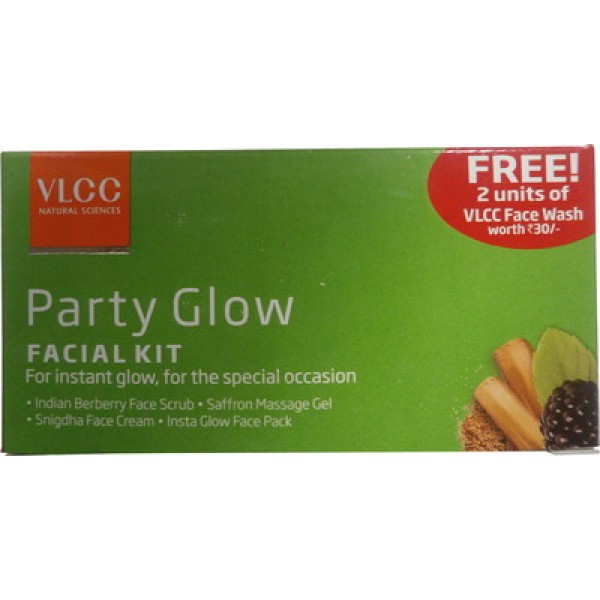 VLCC
NATURAL SCIENCES
FREE!
2 units of
VLCC Face Wash
worth ₹30/-
Party Glow
FACIAL KIT
For instant glow, for the special occasion
• Indian Berberry Face Scrub • Saffron Massage Gel
• Snigdha Face Cream • Insta Glow Face Pack